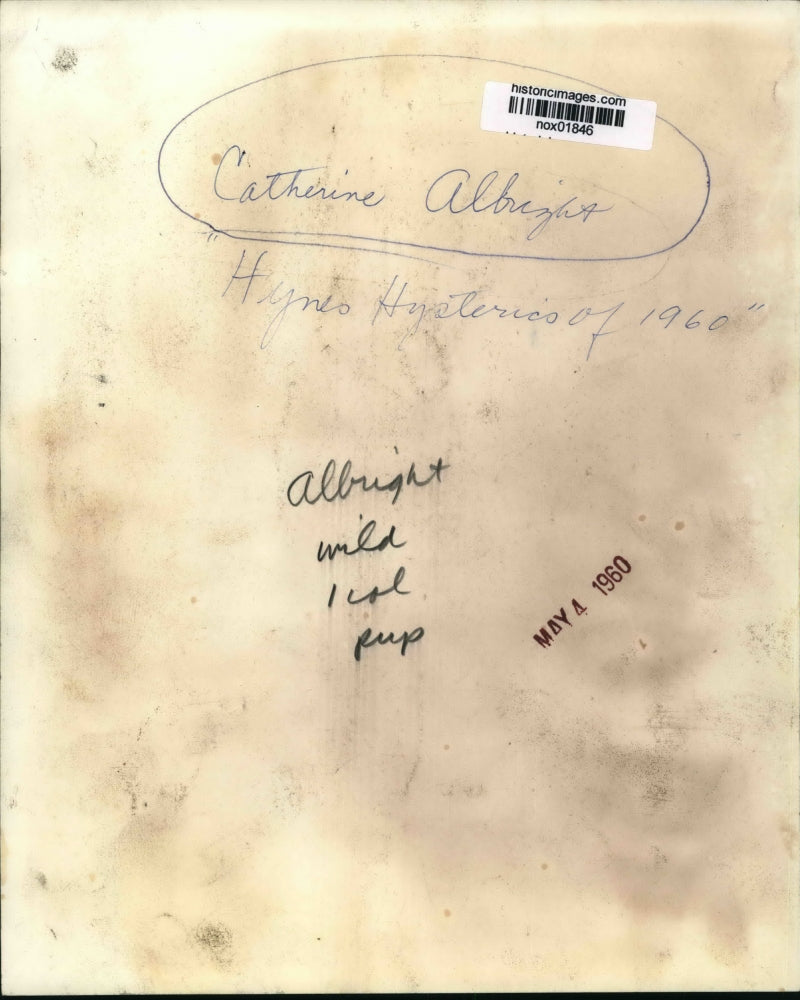 historicimages.com
nox01846
Catherine Albright
"Hynes Hysterics of 1960"
Albright
wild
1 col
pup
MAY 4 1960